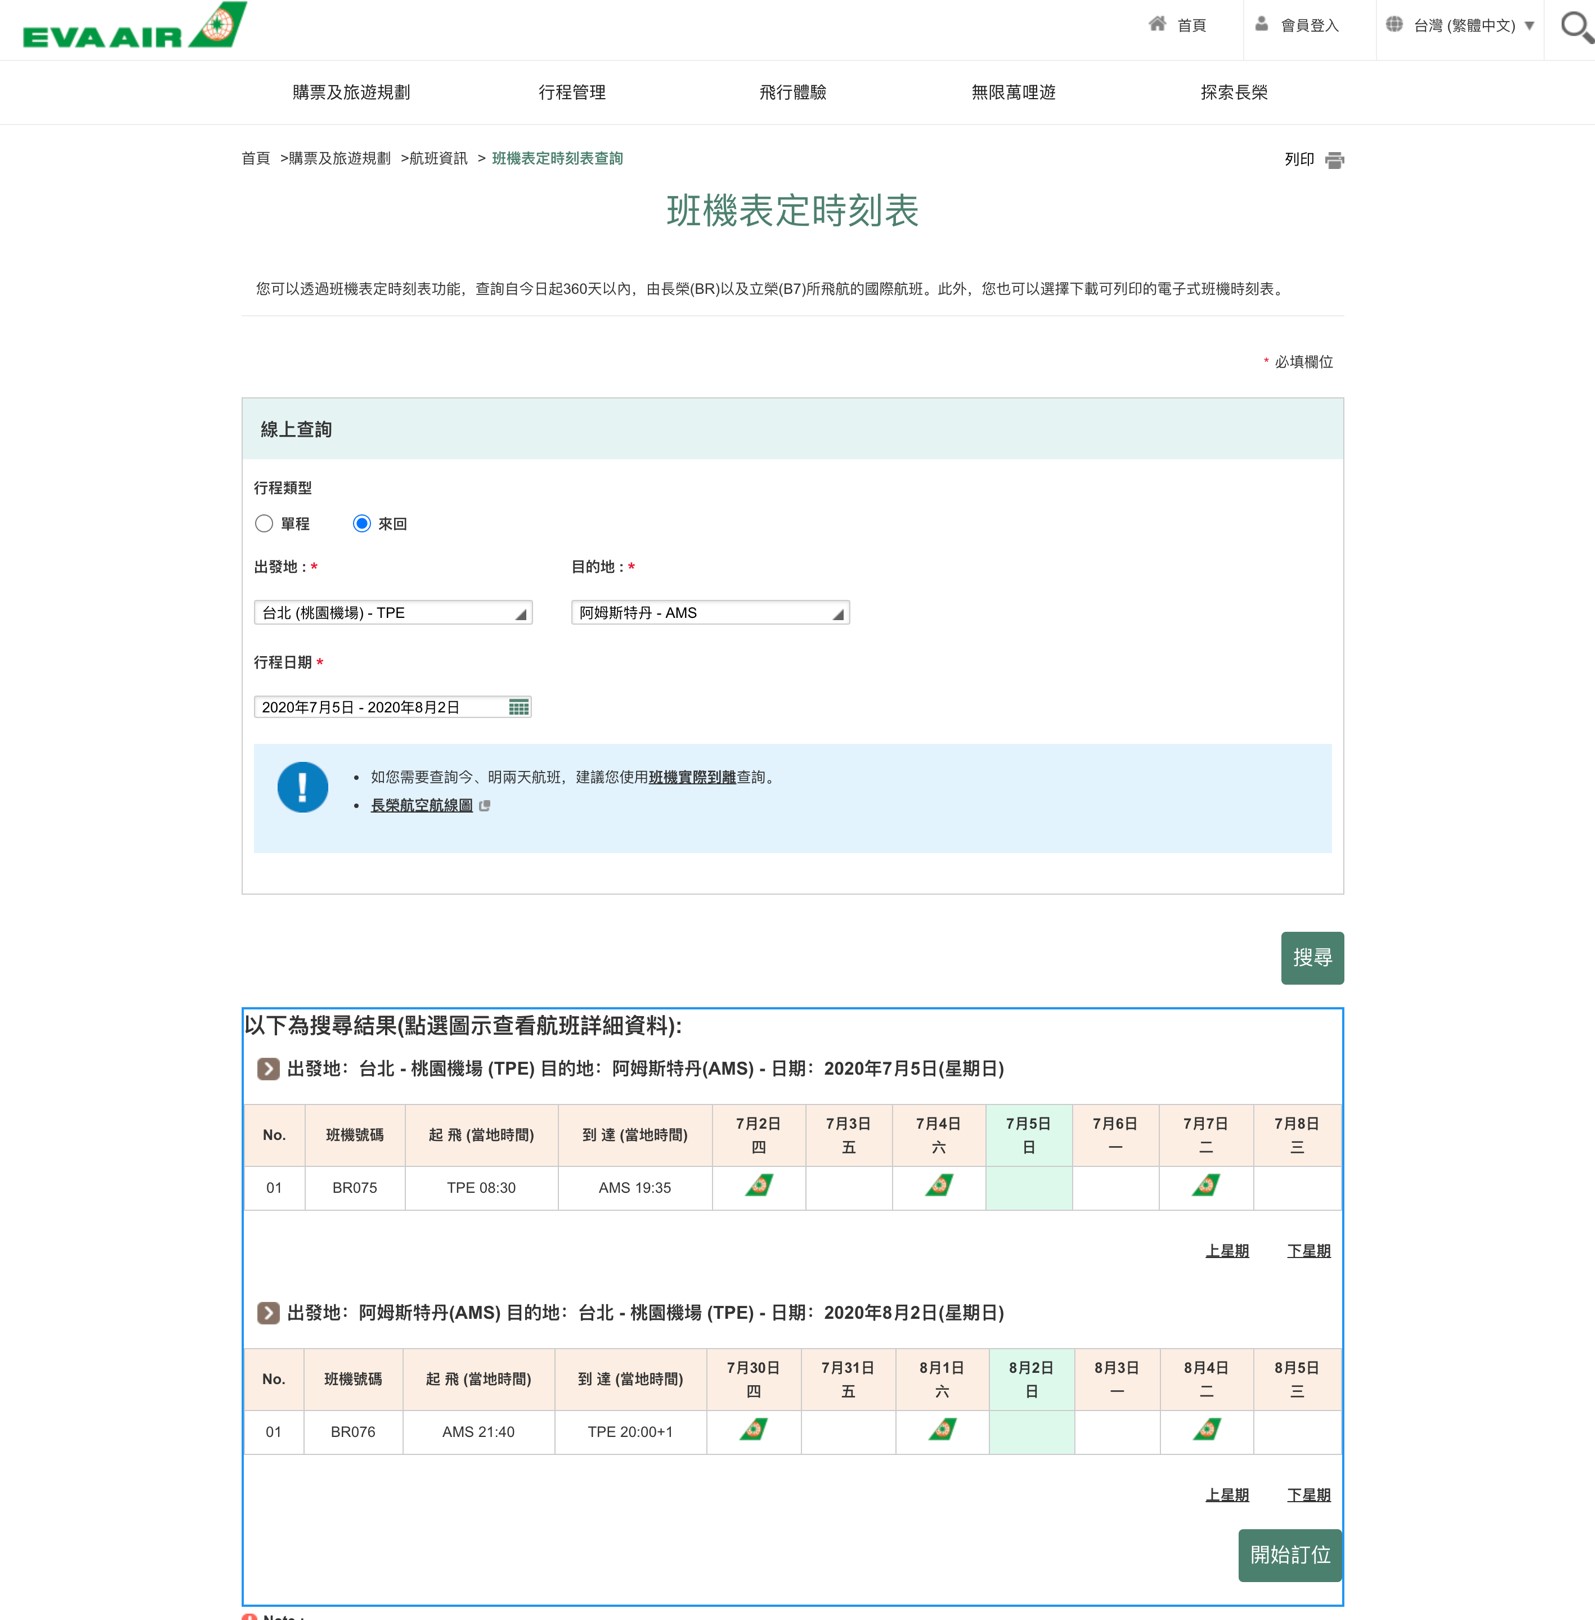 EVA AIR
首頁 會員登入 台灣 (繁體中文) ▼
購票及旅遊規劃 行程管理 飛行體驗 無限萬哩遊 探索長榮
首頁 >購票及旅遊規劃 >航班資訊 > 班機表定時刻表查詢
列印
班機表定時刻表
您可以透過班機表定時刻表功能，查詢自今日起360天以內，由長榮(BR)以及立榮(B7)所飛航的國際航班。此外，您也可以選擇下載可列印的電子式班機時刻表。
* 必填欄位
線上查詢
行程類型
單程 來回
出發地 : * 目的地 : *
台北 (桃園機場) - TPE 阿姆斯特丹 - AMS
行程日期 *
2020年7月5日 - 2020年8月2日
• 如您需要查詢今、明兩天航班，建議您使用班機實際到離查詢。
• 長榮航空航線圖
搜尋
以下為搜尋結果(點選圖示查看航班詳細資料):
出發地：台北 - 桃園機場 (TPE) 目的地：阿姆斯特丹(AMS) - 日期：2020年7月5日(星期日)
No. 班機號碼 起 飛 (當地時間) 到 達 (當地時間) 7月2日 7月3日 7月4日 7月5日 7月6日 7月7日 7月8日
四 五 六 日 一 二 三
01 BR075 TPE 08:30 AMS 19:35
上星期 下星期
出發地：阿姆斯特丹(AMS) 目的地：台北 - 桃園機場 (TPE) - 日期：2020年8月2日(星期日)
No. 班機號碼 起 飛 (當地時間) 到 達 (當地時間) 7月30日 7月31日 8月1日 8月2日 8月3日 8月4日 8月5日
四 五 六 日 一 二 三
01 BR076 AMS 21:40 TPE 20:00+1
上星期 下星期
開始訂位